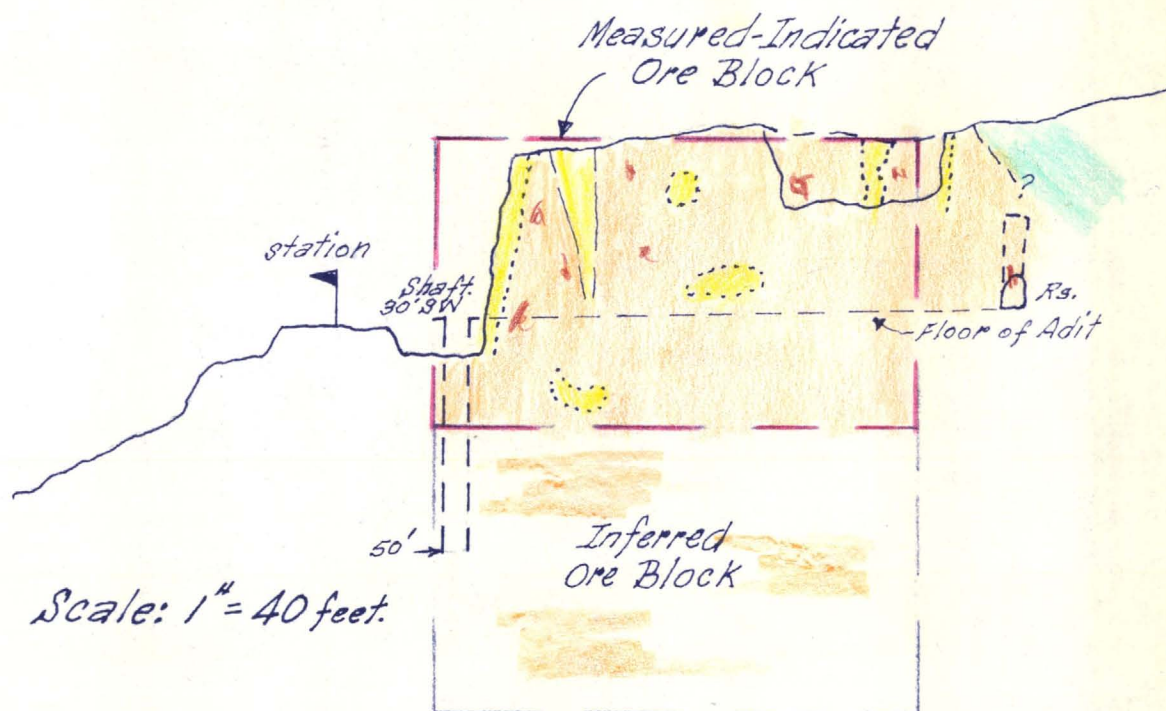 Measured-Indicated
Ore Block
station
Shaft
30' SW
?
Rs.
Floor of Adit
50'
Inferred
Ore Block
Scale: 1" = 40 feet.